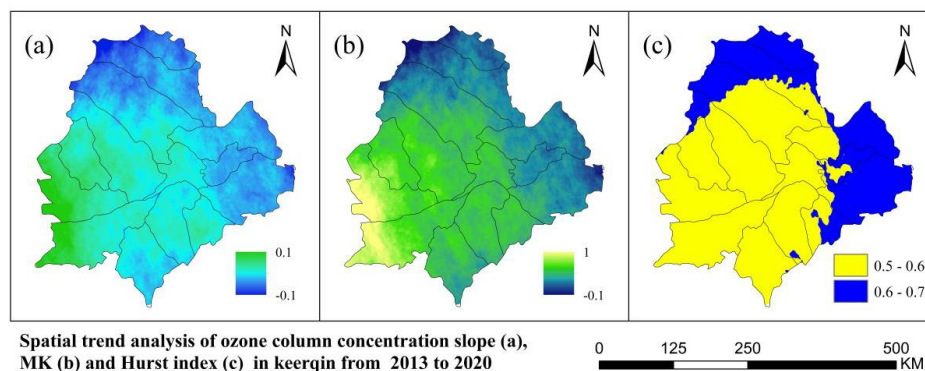 (a)
N
0.1
-0.1
(b)
N
1
-1
(c)
N
0.5 - 0.6
0.6 - 0.7
Spatial trend analysis of ozone column concentration slope (a),
MK (b) and Hurst index (c) in keerqin from 2013 to 2020
0 125 250 500
KM